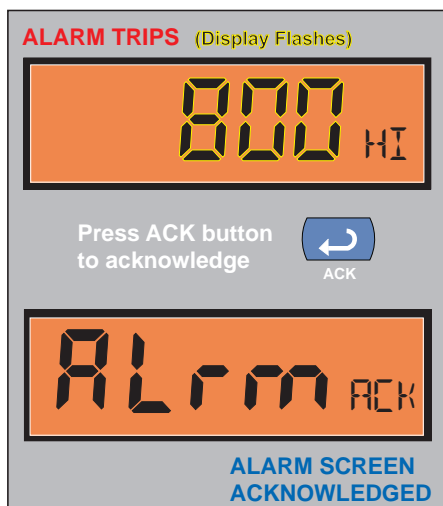 ALARM TRIPS (Display Flashes)
800 HI
Press ACK button
to acknowledge
ACK
ALrm ACK
ALARM SCREEN
ACKNOWLEDGED